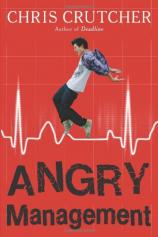 CHRIS CRUTCHER
Author of Deadline
ANGRY
Management